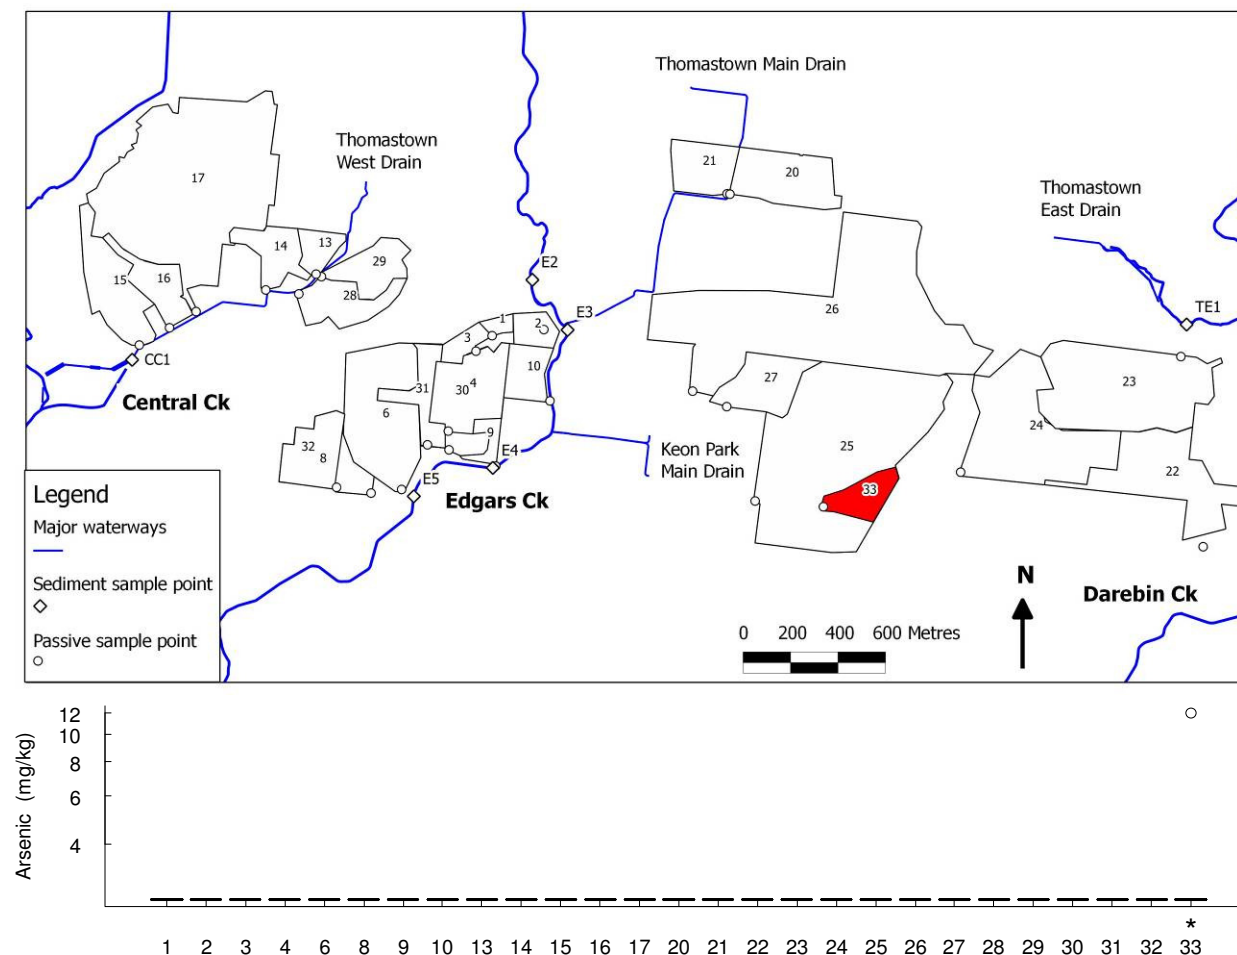 Thomastown Main Drain
Thomastown
West Drain
21
20
17
Thomastown
East Drain
13
14
29
E2
15
16
28
26
E3
TE1
1
2
3
CC1
10
27
23
31
30
4
Central Ck
6
9
24
32
8
E4
Keon Park
Main Drain
25
22
E5
33
Edgars Ck
Legend
Major waterways
Sediment sample point
Passive sample point
N
Darebin Ck
0 200 400 600 Metres
Arsenic (mg/kg)
12
10
8
6
4
*
1 2 3 4 6 8 9 10 13 14 15 16 17 20 21 22 23 24 25 26 27 28 29 30 31 32 33